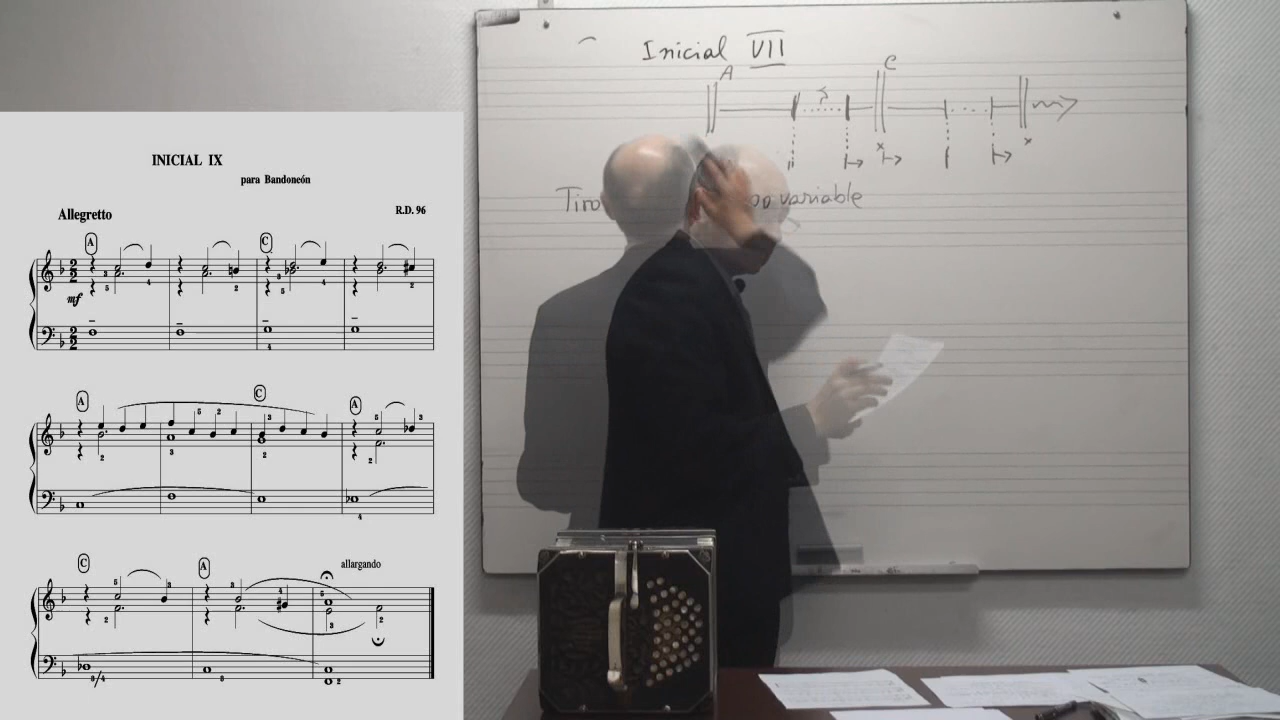 INICIAL IX
para Bandoneón
Allegretto
R.D. 96
A
C
mf
A
C
A
C
A
allargando
Inicial VII
A
C
Tiro
variable